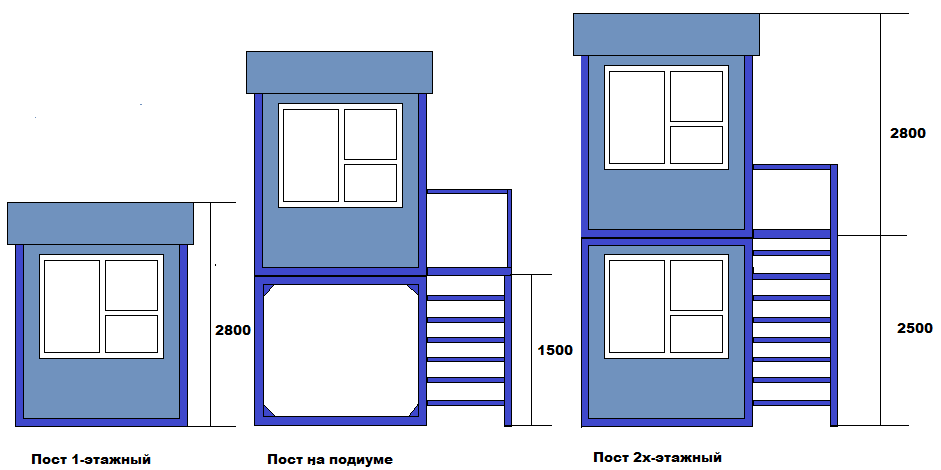 2800
2800
1500
2500
Пост 1-этажный
Пост на подиуме
Пост 2х-этажный